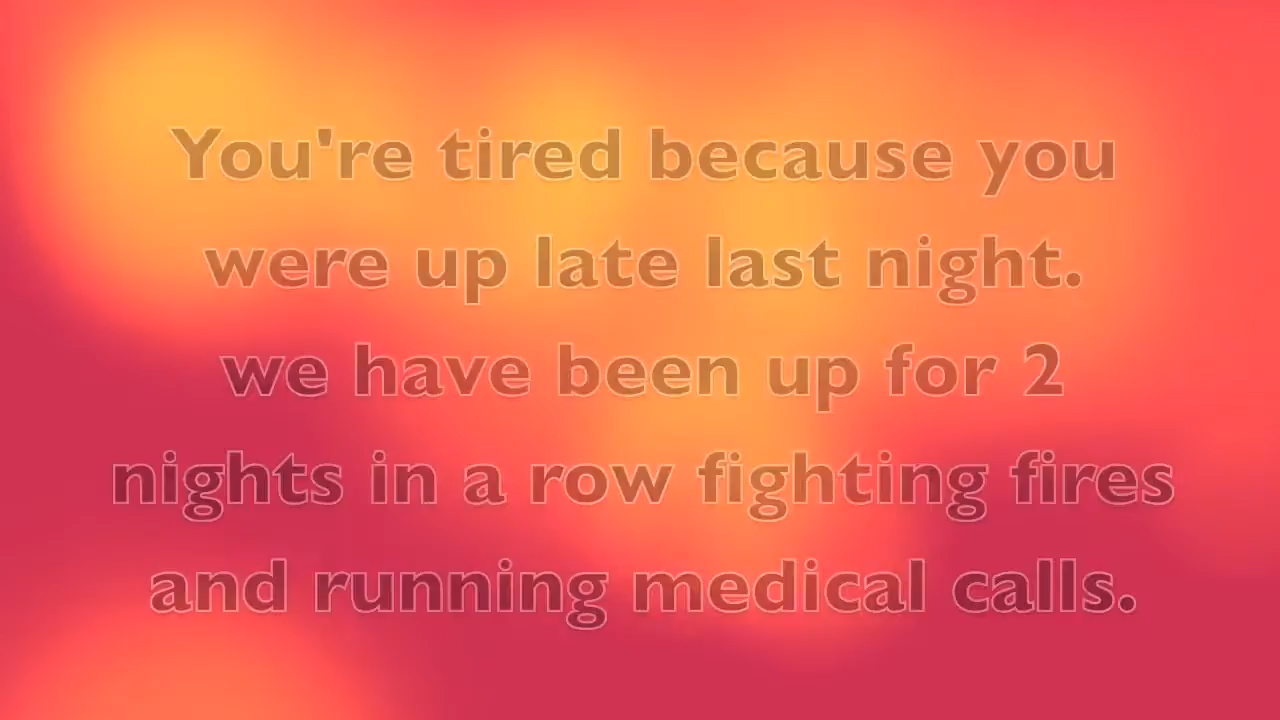 You're tired because you
were up late last night.
we have been up for 2
nights in a row fighting fires
and running medical calls.